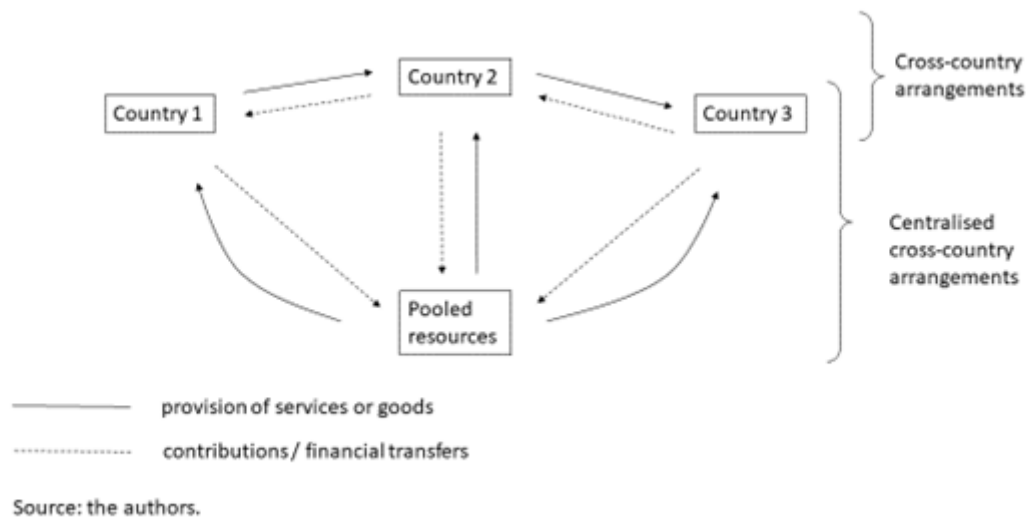 Country 1
Country 2
Country 3
Cross-country
arrangements
Centralised
cross-country
arrangements
Pooled
resources
provision of services or goods
contributions/ financial transfers
Source: the authors.